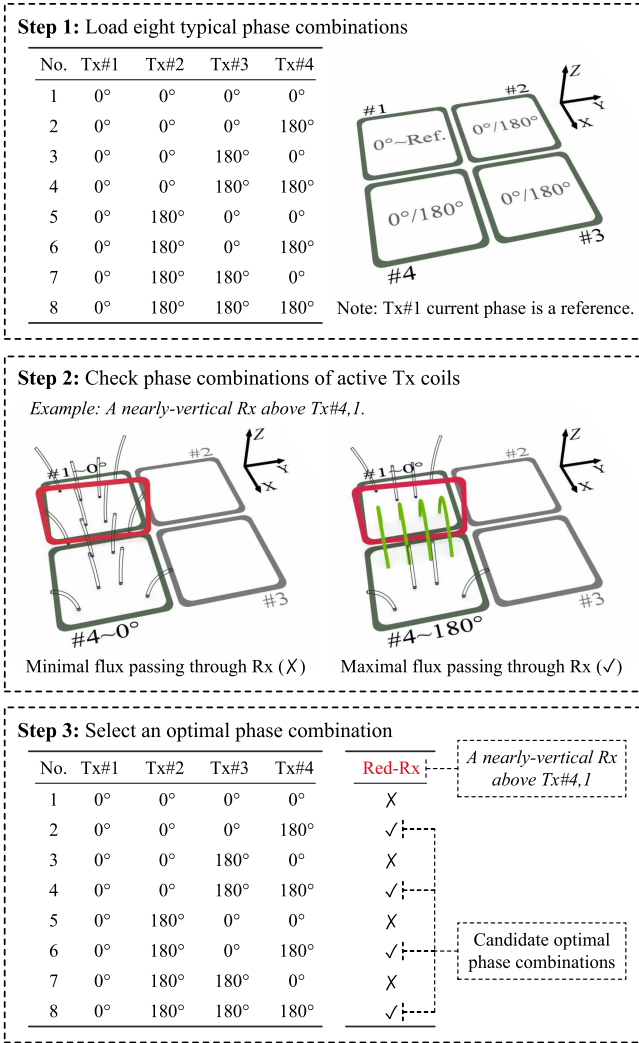 Step 1: Load eight typical phase combinations
No. Tx#1 Tx#2 Tx#3 Tx#4
1 0° 0° 0° 0°
2 0° 0° 0° 180°
3 0° 0° 180° 0°
4 0° 0° 180° 180°
5 0° 180° 0° 0°
6 0° 180° 0° 180°
7 0° 180° 180° 0°
8 0° 180° 180° 180°
#1
#2
Z
Y
X
0°~Ref.
0°/180°
0°/180°
0°/180°
#3
#4
Note: Tx#1 current phase is a reference.
Step 2: Check phase combinations of active Tx coils
Example: A nearly-vertical Rx above Tx#4,1.
#1~0°
#2
Z
Y
X
#3
#4~0°
Minimal flux passing through Rx (✗)
#1~0°
#2
Z
Y
X
#3
#4~180°
Maximal flux passing through Rx (✓)
Step 3: Select an optimal phase combination
No. Tx#1 Tx#2 Tx#3 Tx#4 Red-Rx
1 0° 0° 0° 0° ✗
2 0° 0° 0° 180° ✓
3 0° 0° 180° 0° ✗
4 0° 0° 180° 180° ✓
5 0° 180° 0° 0° ✗
6 0° 180° 0° 180° ✓
7 0° 180° 180° 0° ✗
8 0° 180° 180° 180° ✓
A nearly-vertical Rx
above Tx#4,1
Candidate optimal
phase combinations